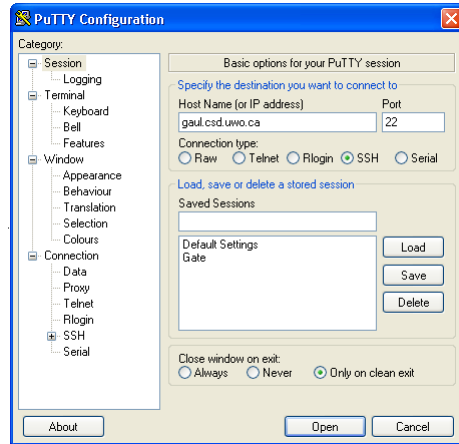 PuTTY Configuration
Category:
Session
Logging
Terminal
Keyboard
Bell
Features
Window
Appearance
Behaviour
Translation
Selection
Colours
Connection
Data
Proxy
Telnet
Rlogin
SSH
Serial
Basic options for your PuTTY session
Specify the destination you want to connect to
Host Name (or IP address) Port
gaul.csd.uwo.ca 22
Connection type:
Raw Telnet Rlogin SSH Serial
Load, save or delete a stored session
Saved Sessions
Default Settings
Gate
Load
Save
Delete
Close window on exit:
Always Never Only on clean exit
About Open Cancel